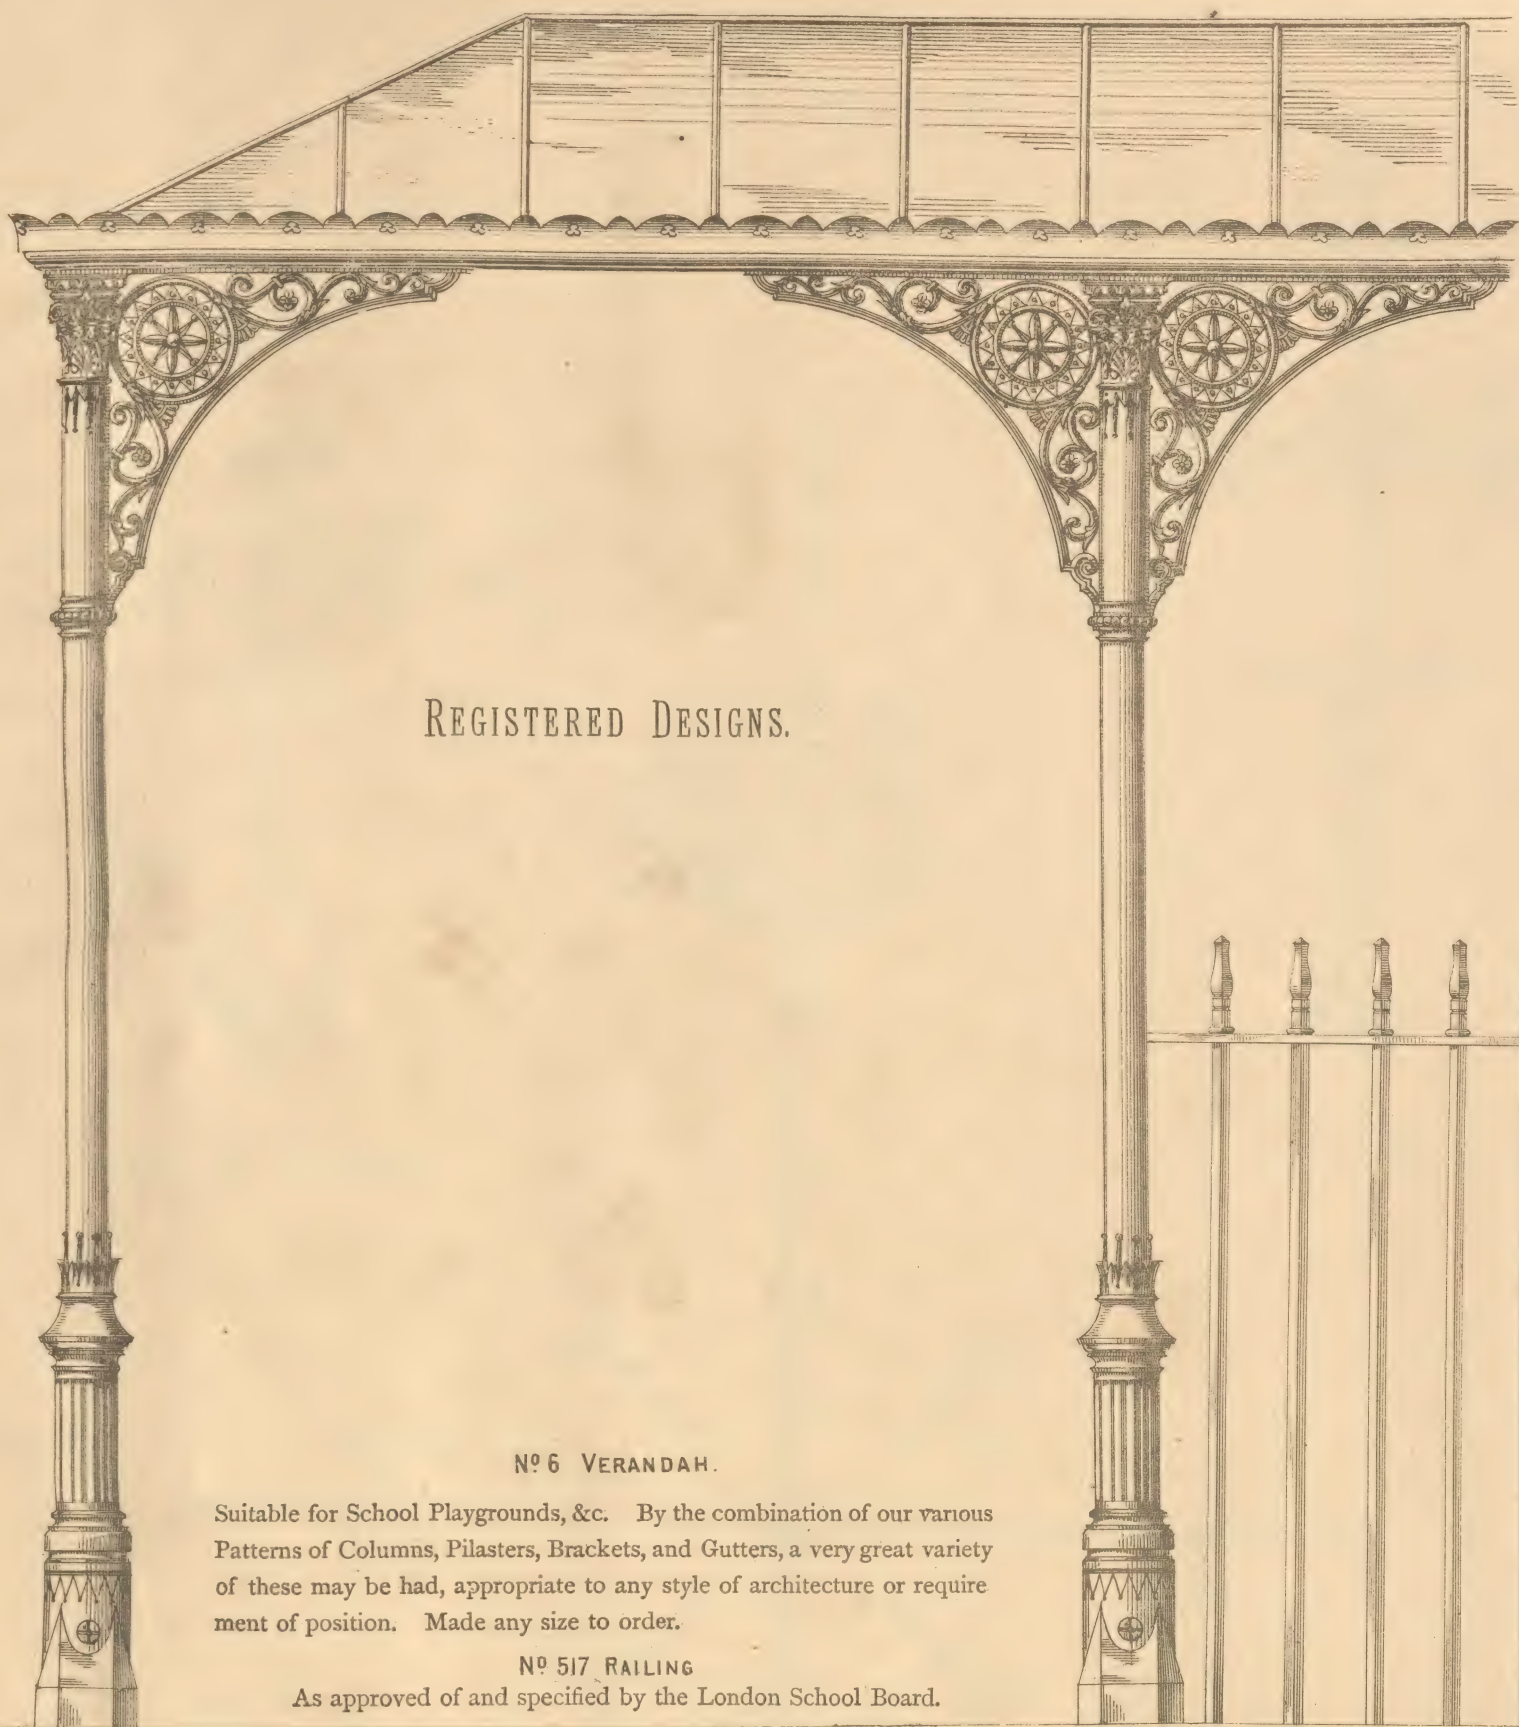 REGISTERED DESIGNS.
Nº 6 VERANDAH.
Suitable for School Playgrounds, &c. By the combination of our various
Patterns of Columns, Pilasters, Brackets, and Gutters, a very great variety
of these may be had, appropriate to any style of architecture or require
ment of position. Made any size to order.
Nº 517 RAILING
As approved of and specified by the London School Board.